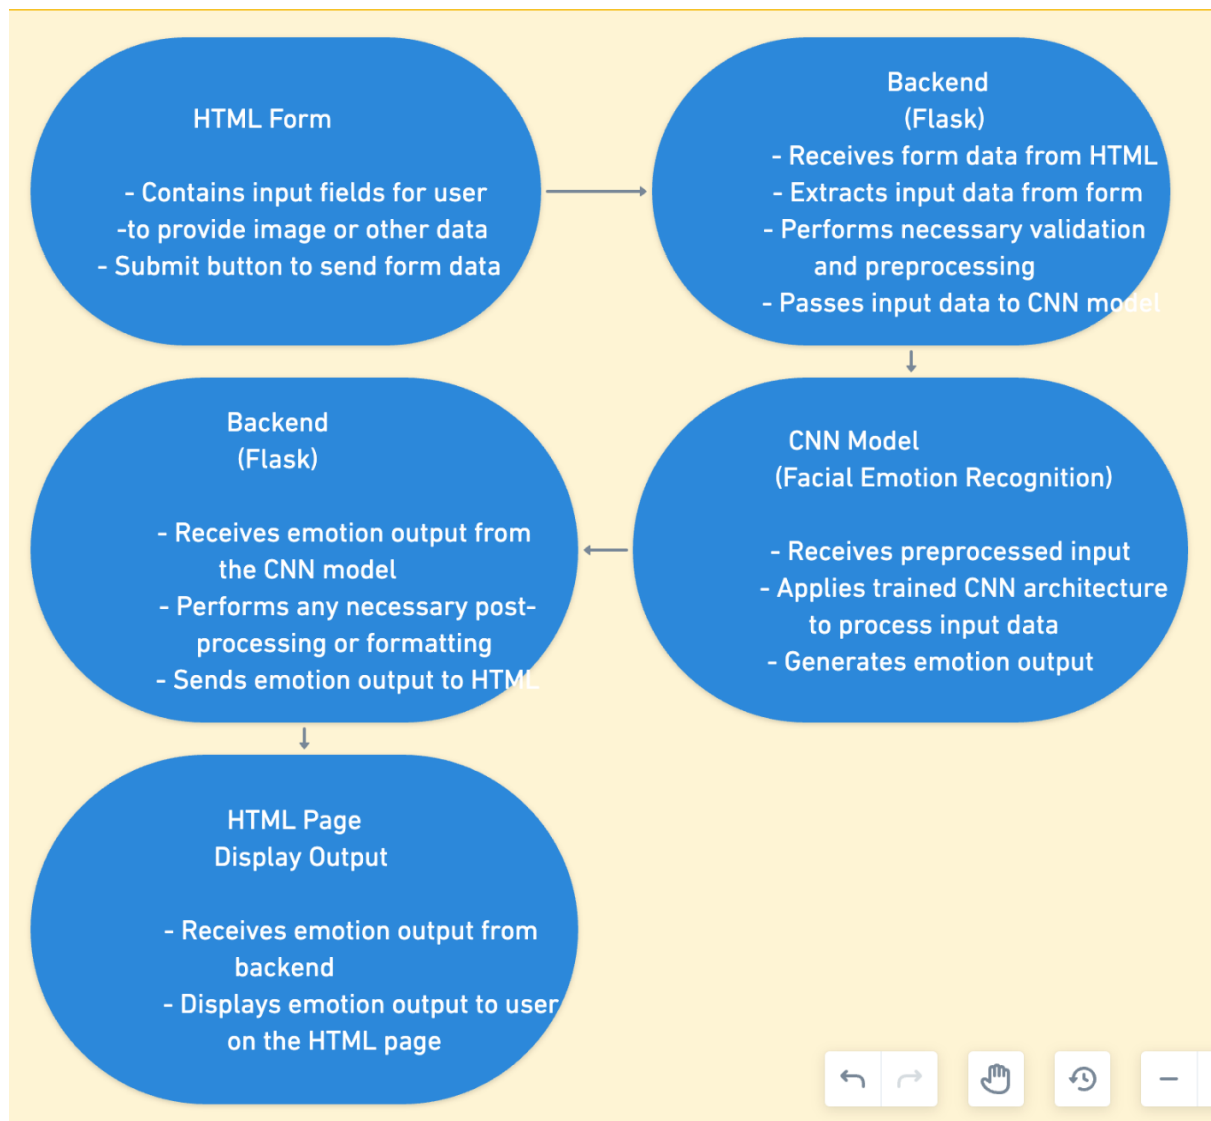 HTML Form
- Contains input fields for user
-to provide image or other data
- Submit button to send form data
Backend
(Flask)
- Receives form data from HTML
- Extracts input data from form
- Performs necessary validation
and preprocessing
- Passes input data to CNN model
CNN Model
(Facial Emotion Recognition)
- Receives preprocessed input
- Applies trained CNN architecture
to process input data
- Generates emotion output
Backend
(Flask)
- Receives emotion output from
the CNN model
- Performs any necessary post-
processing or formatting
- Sends emotion output to HTML
HTML Page
Display Output
- Receives emotion output from
backend
- Displays emotion output to user
on the HTML page